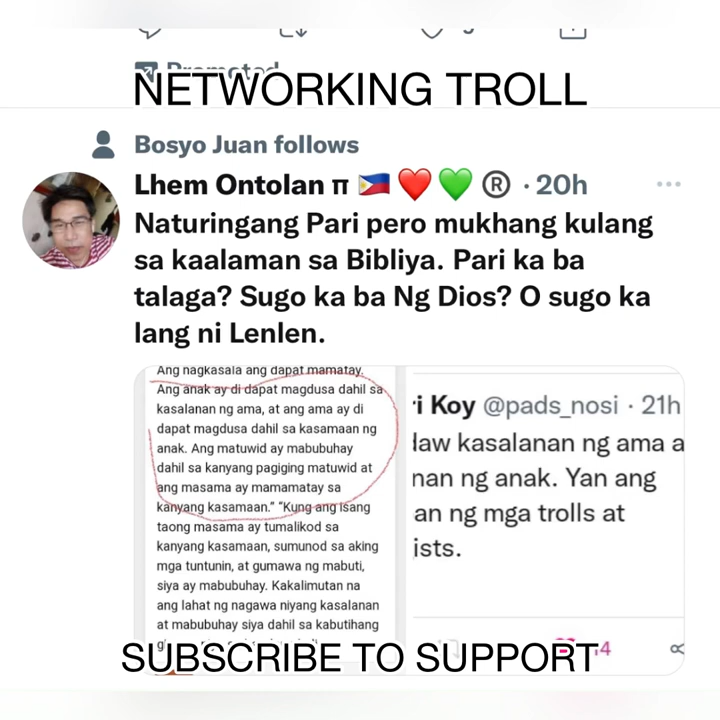 Promoted
NETWORKING TROLL
Bosyo Juan follows
Lhem Ontolan π 🇵🇭 ❤️ 💚 ® · 20h
Naturingang Pari pero mukhang kulang
sa kaalaman sa Bibliya. Pari ka ba
talaga? Sugo ka ba Ng Dios? O sugo ka
lang ni Lenlen.
Ang nagkasala ang dapat mamatay.
Ang anak ay di dapat magdusa dahil sa
kasalanan ng ama, at ang ama ay di
dapat magdusa dahil sa kasamaan ng
anak. Ang matuwid ay mabubuhay
dahil sa kanyang pagiging matuwid at
ang masama ay mamamatay sa
kanyang kasamaan.” “Kung ang isang
taong masama ay tumalikod sa
kanyang kasamaan, sumunod sa aking
mga tuntunin, at gumawa ng mabuti,
siya ay mabubuhay. Kakalimutan na
ang lahat ng nagawa niyang kasalanan
at mabubuhay siya dahil sa kabutihang
i Koy @pads_nosi · 21h
law kasalanan ng ama a
nan ng anak. Yan ang
an ng mga trolls at
ists.
SUBSCRIBE TO SUPPORT